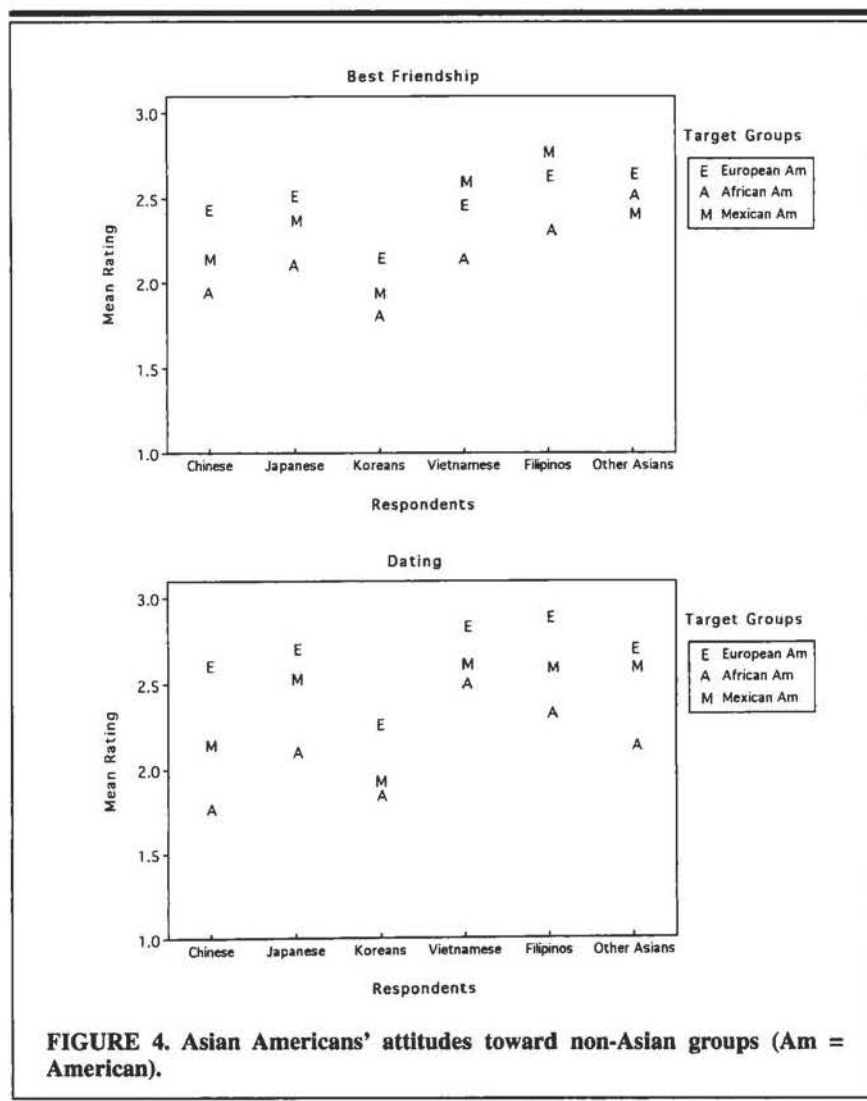 Best Friendship
3.0
2.5
2.0
1.5
1.0
Mean Rating
E
M
A
E
M
A
E
M
A
M
E
A
M
E
A
E
A
M
Chinese Japanese Koreans Vietnamese Filipinos Other Asians
Respondents
Target Groups
E European Am
A African Am
M Mexican Am
Dating
3.0
2.5
2.0
1.5
1.0
Mean Rating
E
M
A
E
M
A
E
M
A
E
M
A
E
M
A
E
M
A
Chinese Japanese Koreans Vietnamese Filipinos Other Asians
Respondents
Target Groups
E European Am
A African Am
M Mexican Am
FIGURE 4. Asian Americans' attitudes toward non-Asian groups (Am =
American).